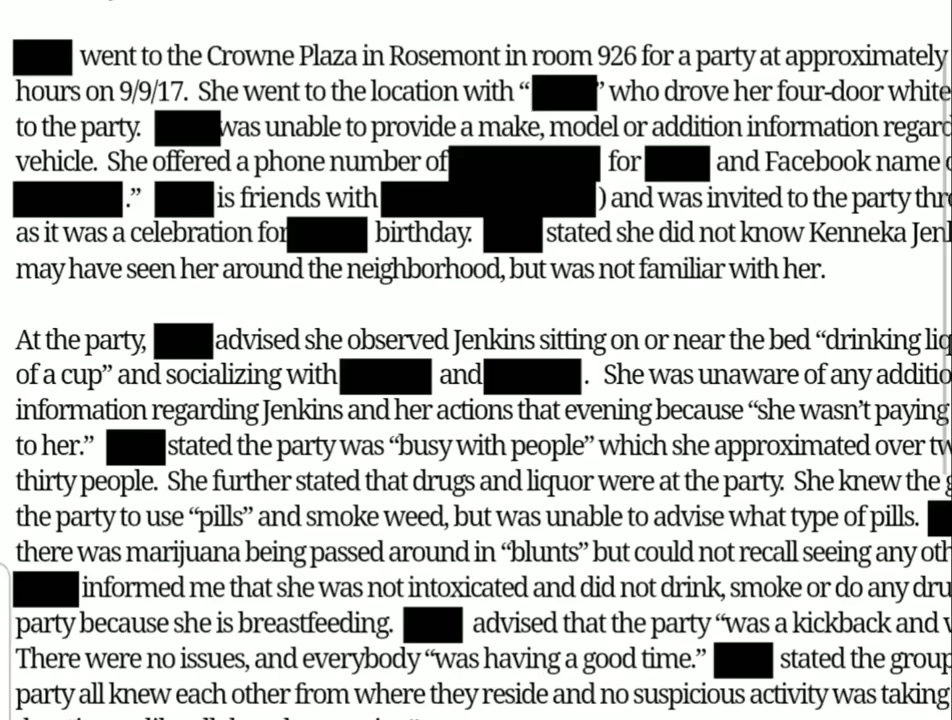 went to the Crowne Plaza in Rosemont in room 926 for a party at approximately
hours on 9/9/17. She went to the location with “ ” who drove her four-door white
to the party. was unable to provide a make, model or addition information regard
vehicle. She offered a phone number of for and Facebook name
.” is friends with ) and was invited to the party thr
as it was a celebration for birthday. stated she did not know Kenneka Jen
may have seen her around the neighborhood, but was not familiar with her.
At the party, advised she observed Jenkins sitting on or near the bed “drinking liq
of a cup” and socializing with and . She was unaware of any additio
information regarding Jenkins and her actions that evening because “she wasn’t paying
to her.” stated the party was “busy with people” which she approximated over tw
thirty people. She further stated that drugs and liquor were at the party. She knew the
the party to use “pills” and smoke weed, but was unable to advise what type of pills.
there was marijuana being passed around in “blunts” but could not recall seeing any oth
informed me that she was not intoxicated and did not drink, smoke or do any dru
party because she is breastfeeding. advised that the party “was a kickback and
There were no issues, and everybody “was having a good time.” stated the group
party all knew each other from where they reside and no suspicious activity was taking